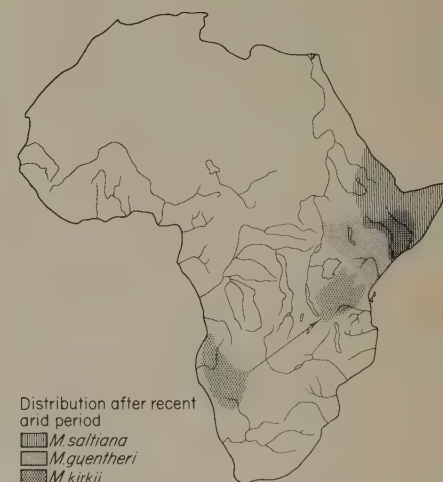 Distribution after recent
arid period
M.saltiana
M.guentheri
M.kirkii